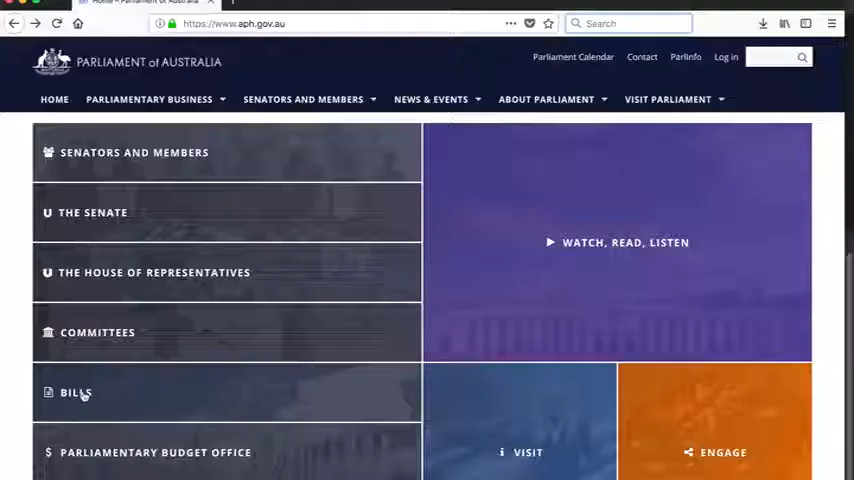 https://www.aph.gov.au
Search
PARLIAMENT of AUSTRALIA
Parliament Calendar Contact ParlInfo Log in
HOME PARLIAMENTARY BUSINESS SENATORS AND MEMBERS NEWS & EVENTS ABOUT PARLIAMENT VISIT PARLIAMENT
SENATORS AND MEMBERS
THE SENATE
WATCH, READ, LISTEN
THE HOUSE OF REPRESENTATIVES
COMMITTEES
BILLS
PARLIAMENTARY BUDGET OFFICE
VISIT
ENGAGE